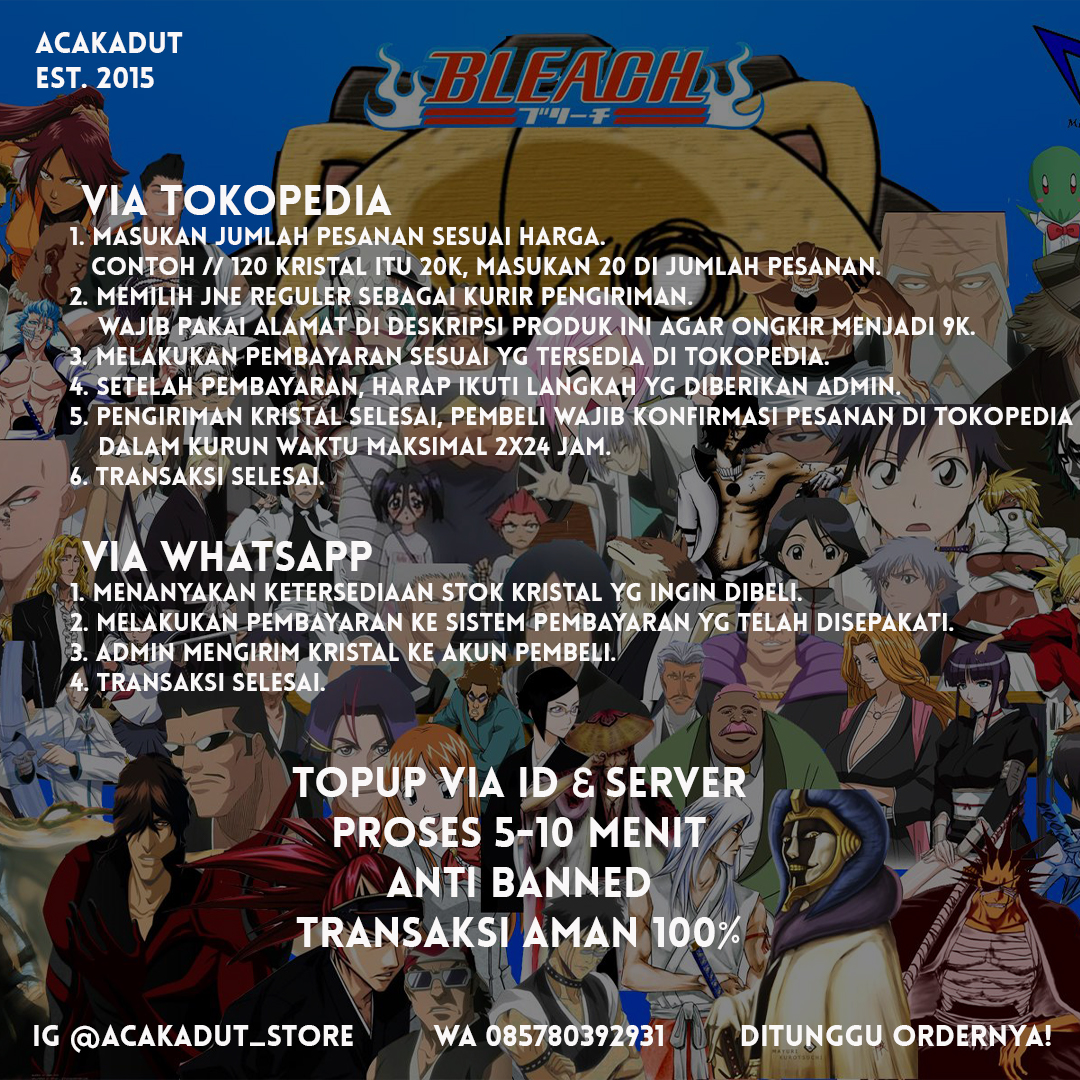 ACAKADUT
EST. 2015
BLEACH
ブリーチ
VIA TOKOPEDIA
1. MASUKAN JUMLAH PESANAN SESUAI HARGA.
CONTOH // 120 KRISTAL ITU 20K, MASUKAN 20 DI JUMLAH PESANAN.
2. MEMILIH JNE REGULER SEBAGAI KURIR PENGIRIMAN.
WAJIB PAKAI ALAMAT DI DESKRIPSI PRODUK INI AGAR ONGKIR MENJADI 9K.
3. MELAKUKAN PEMBAYARAN SESUAI YG TERSEDIA DI TOKOPEDIA.
4. SETELAH PEMBAYARAN, HARAP IKUTI LANGKAH YG DIBERIKAN ADMIN.
5. PENGIRIMAN KRISTAL SELESAI, PEMBELI WAJIB KONFIRMASI PESANAN DI TOKOPEDIA
DALAM KURUN WAKTU MAKSIMAL 2X24 JAM.
6. TRANSAKSI SELESAI.
VIA WHATSAPP
1. MENANYAKAN KETERSEDIAAN STOK KRISTAL YG INGIN DIBELI.
2. MELAKUKAN PEMBAYARAN KE SISTEM PEMBAYARAN YG TELAH DISEPAKATI.
3. ADMIN MENGIRIM KRISTAL KE AKUN PEMBELI.
4. TRANSAKSI SELESAI.
TOPUP VIA ID & SERVER
PROSES 5-10 MENIT
ANTI BANNED
TRANSAKSI AMAN 100%
MAYURI
KUROTSUCHI
IG @ACAKADUT_STORE WA 085780392931 DITUNGGU ORDERNYA!